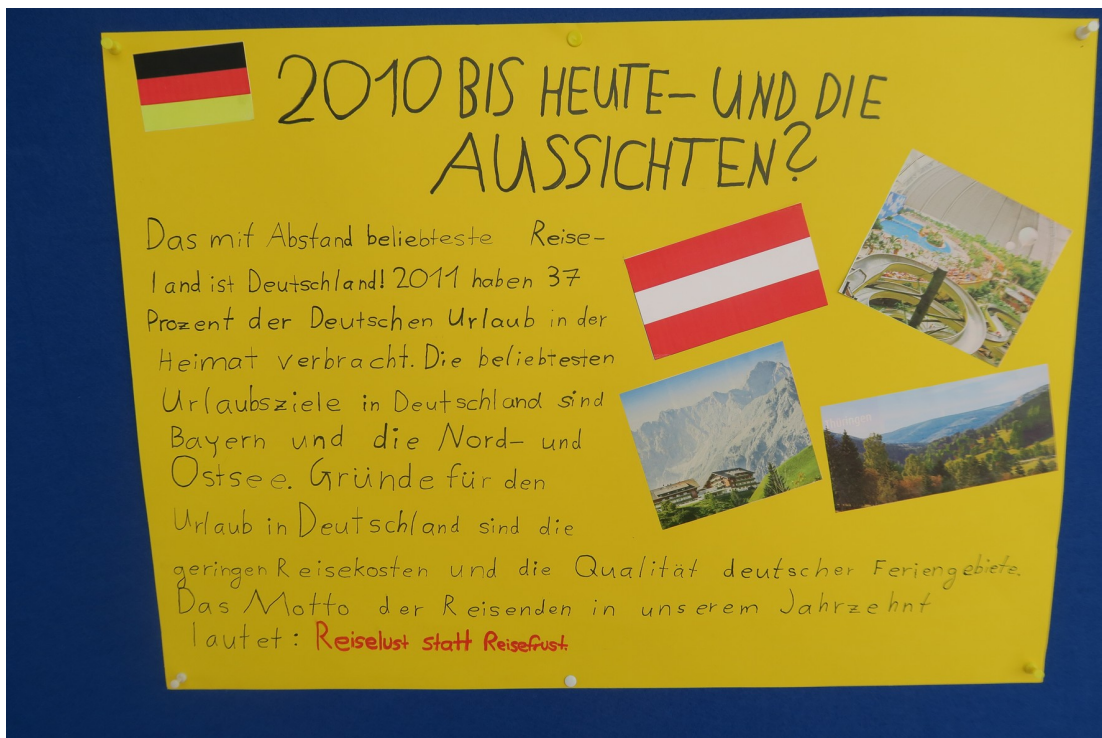 2010 BIS HEUTE – UND DIE
AUSSICHTEN?
Das mit Abstand beliebteste Reise-
land ist Deutschland! 2011 haben 37
Prozent der Deutschen Urlaub in der
Heimat verbracht. Die beliebtesten
Urlaubsziele in Deutschland sind
Bayern und die Nord- und
Ostsee. Gründe für den
Urlaub in Deutschland sind die
geringen Reisekosten und die Qualität deutscher Feriengebiete.
Das Motto der Reisenden in unserem Jahrzehnt
lautet: Reiselust statt Reisefrust.